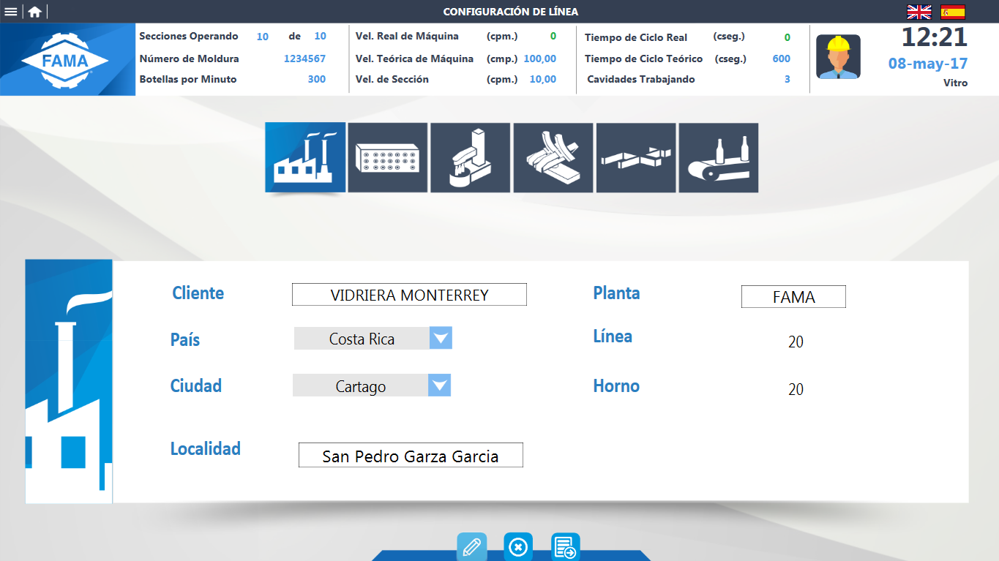 CONFIGURACIÓN DE LÍNEA
FAMA
Secciones Operando 10 de 10
Número de Moldura 1234567
Botellas por Minuto 300
Vel. Real de Máquina (cpm.) 0
Vel. Teórica de Máquina (cmp.) 100,00
Vel. de Sección (cpm.) 10,00
Tiempo de Ciclo Real (cseg.) 0
Tiempo de Ciclo Teórico (cseg.) 600
Cavidades Trabajando 3
12:21
08-may-17
Vitro
Cliente VIDRIERA MONTERREY
País Costa Rica
Ciudad Cartago
Localidad San Pedro Garza Garcia
Planta FAMA
Línea 20
Horno 20